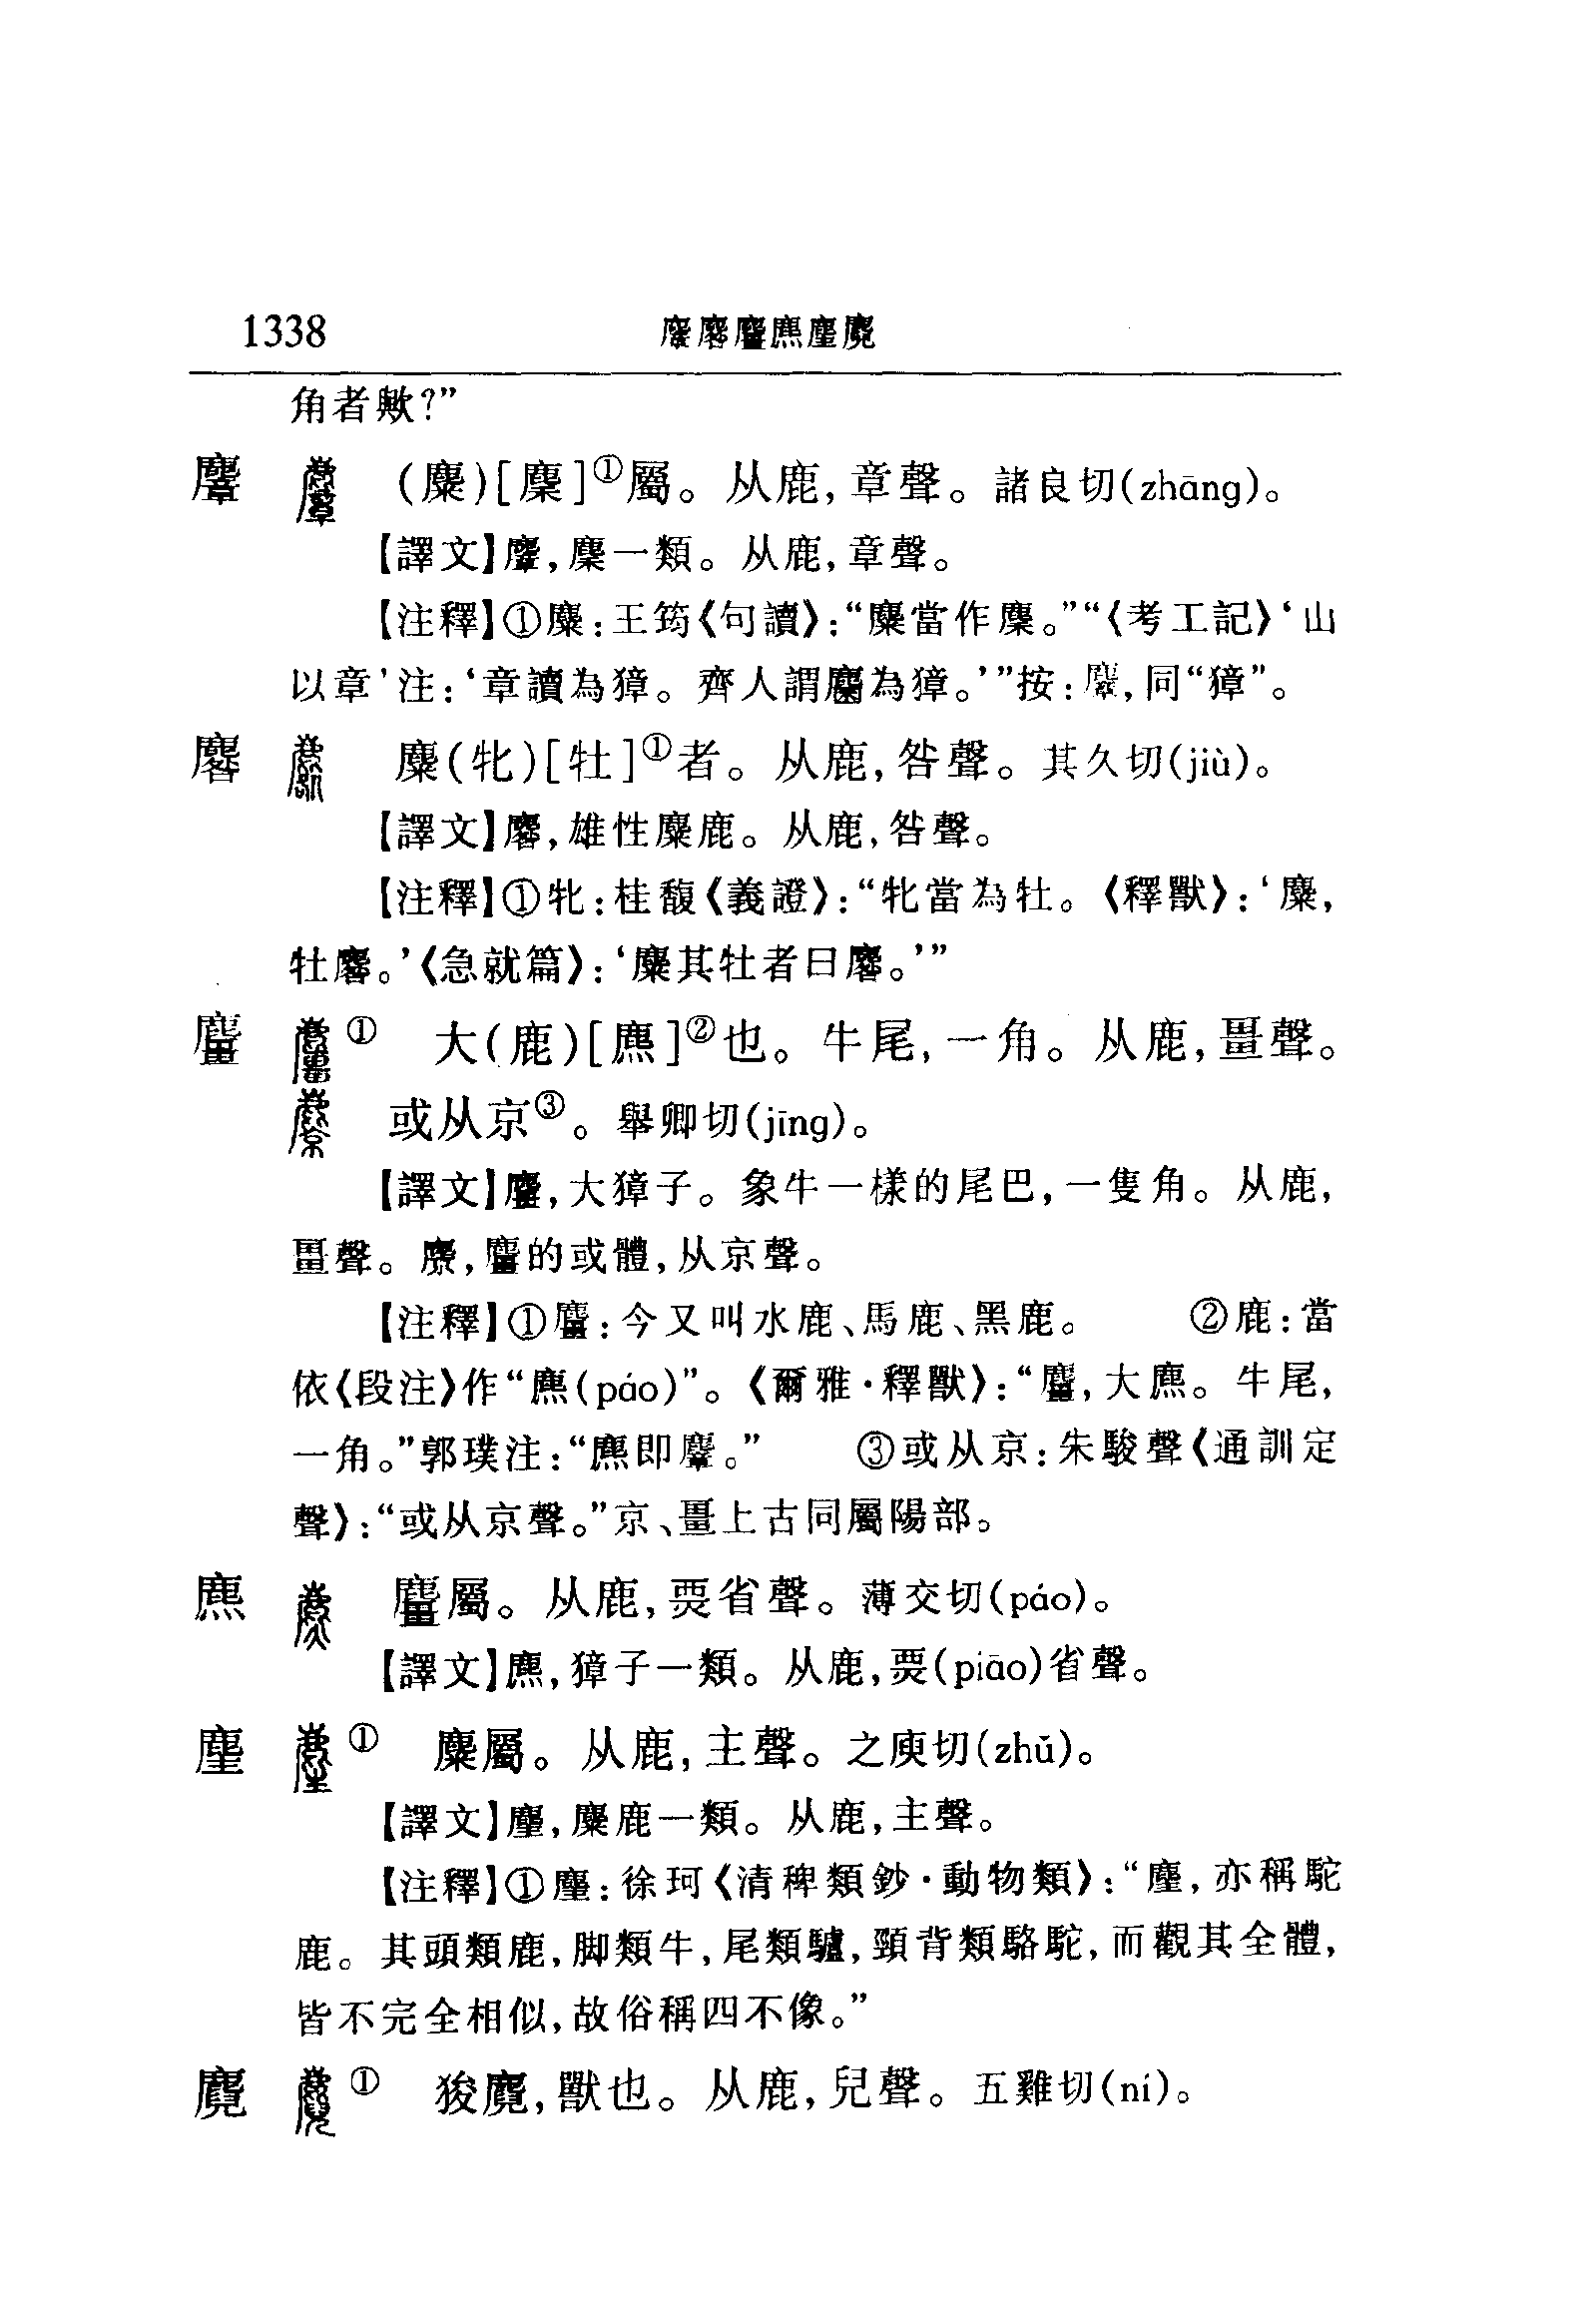 1338 麞麔麠麃麈麑
角者歟?”
麞 (麋)[麇]①屬。从鹿,章聲。諸良切(zhāng)。
【譯文】麞,麇一類。从鹿,章聲。
【注釋】①麋:王筠《句讀》:“麋當作麇。”“《考工記》‘山
以章’注:‘章讀為獐。齊人謂麕為獐。’”按:麞,同“獐”。
麔 麋(牝)[牡]①者。从鹿,咎聲。其久切(jiù)。
【譯文】麔,雄性麋鹿。从鹿,咎聲。
【注釋】①牝:桂馥《義證》:“牝當為牡。《釋獸》:‘麋,
牡麔。’《急就篇》:‘麋其牡者曰麔。’”
麠 ① 大(鹿)[麃]②也。牛尾,一角。从鹿,畺聲。
或从京③。舉卿切(jīng)。
【譯文】麠,大獐子。象牛一樣的尾巴,一隻角。从鹿,
畺聲。麖,麠的或體,从京聲。
【注釋】①麠:今又叫水鹿、馬鹿、黑鹿。 ②鹿:當
依《段注》作“麃(páo)”。《爾雅·釋獸》:“麠,大麃。牛尾,
一角。”郭璞注:“麃即麞。” ③或从京:朱駿聲《通訓定
聲》:“或从京聲。”京、畺上古同屬陽部。
麃 麠屬。从鹿,㶾省聲。薄交切(páo)。
【譯文】麃,獐子一類。从鹿,㶾(piāo)省聲。
麈 ① 麋屬。从鹿,主聲。之庾切(zhǔ)。
【譯文】麈,麋鹿一類。从鹿,主聲。
【注釋】①麈:徐珂《清稗類鈔·動物類》:“麈,亦稱駝
鹿。其頭類鹿,脚類牛,尾類驢,頸背類駱駝,而觀其全體,
皆不完全相似,故俗稱四不像。”
麑 ① 狻麑,獸也。从鹿,兒聲。五雞切(ní)。